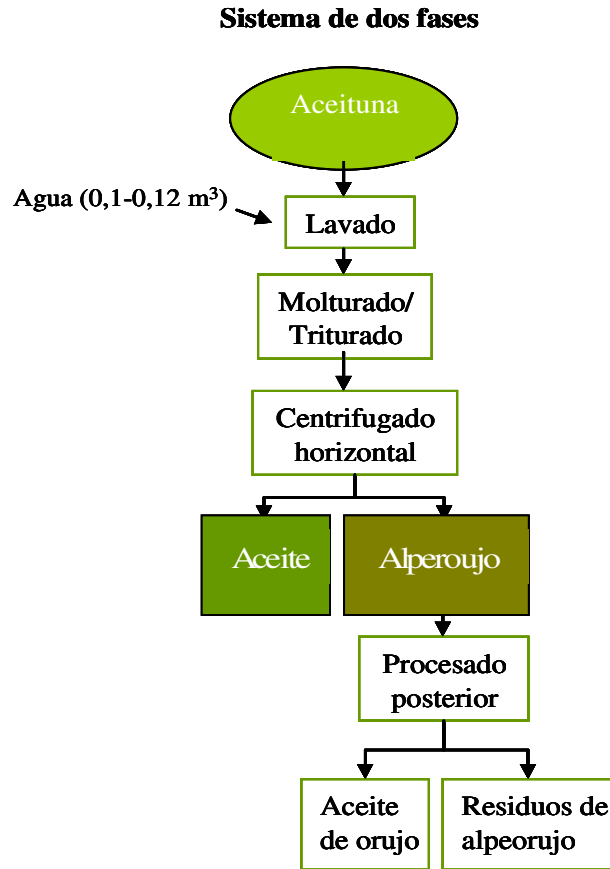 Sistema de dos fases
Aceituna
Agua (0,1-0,12 m³)
Lavado
Molturado/
Triturado
Centrifugado
horizontal
Aceite
Alperoujo
Procesado
posterior
Aceite
de orujo
Residuos de
alpeorujo